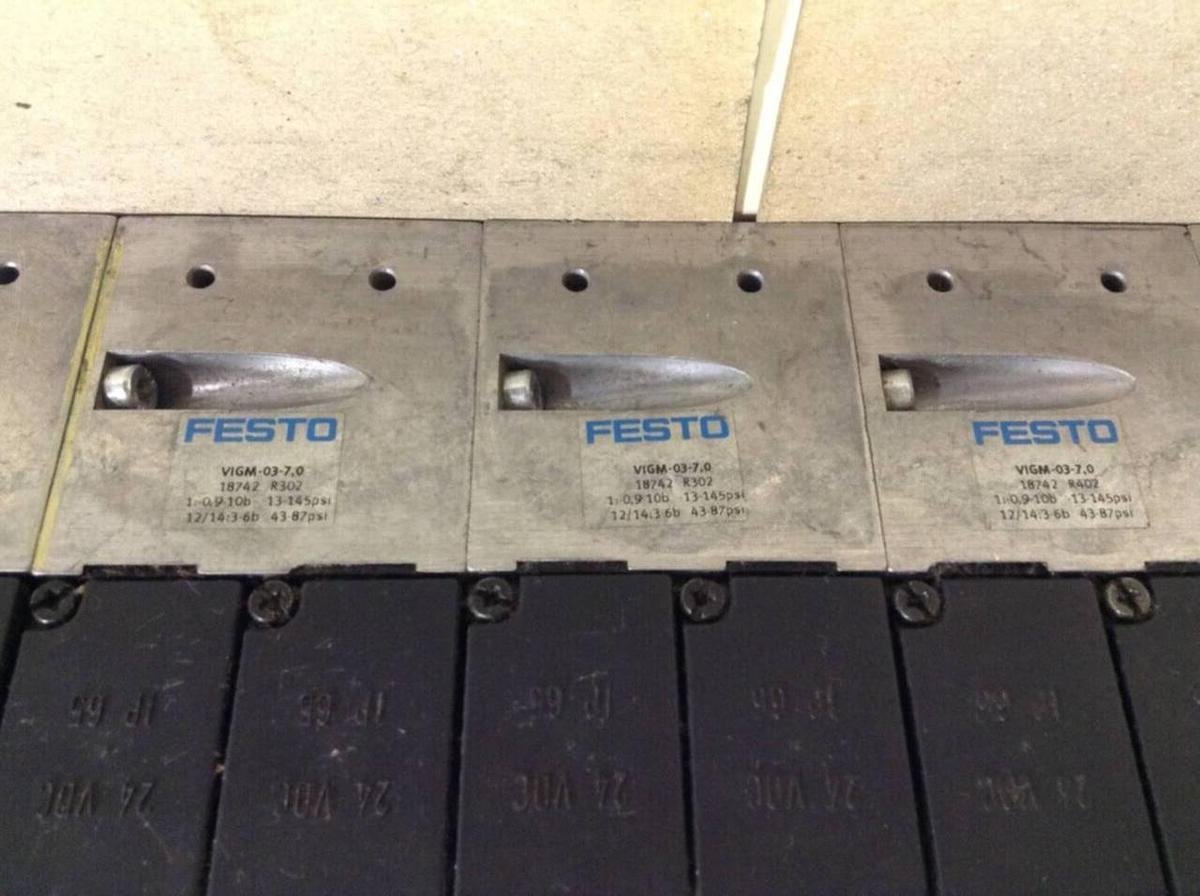 FESTO
VIGM-03-7,0
18742 R302
1:-0,9-10b 13-145psi
12/14:3-6b 43-87psi
FESTO
VIGM-03-7,0
18742 R302
1:-0,9-10b 13-145psi
12/14:3-6b 43-87psi
FESTO
VIGM-03-7,0
18742 R402
1:-0,9-10b 13-145psi
12/14:3-6b 43-87psi
IP 65
24 VDC
IP 65
24 VDC
IP 65
24 VDC
IP 65
24 VDC
IP 65
24 VDC